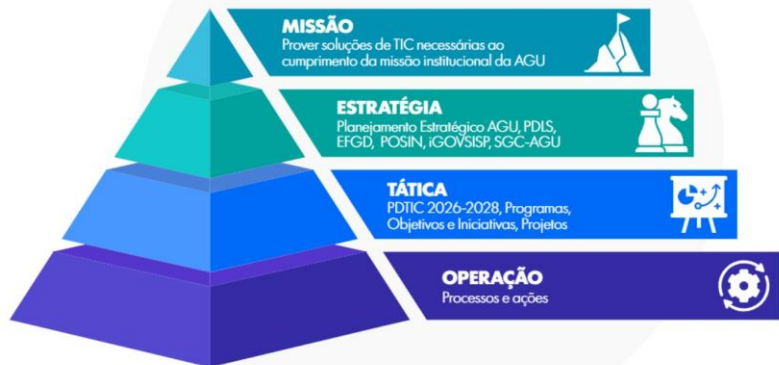 MISSÃO
Prover soluções de TIC necessárias ao
cumprimento da missão institucional da AGU
ESTRATÉGIA
Planejamento Estratégico AGU, PDLS,
EFGD, POSIN, iGOVSISP, SGC-AGU
TÁTICA
PDTIC 2026-2028, Programas,
Objetivos e Iniciativas, Projetos
OPERAÇÃO
Processos e ações